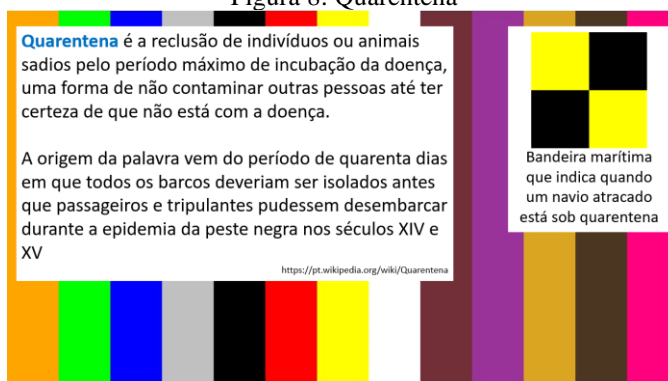 Figura 8: Quarentena
Quarentena é a reclusão de indivíduos ou animais
sadios pelo período máximo de incubação da doença,
uma forma de não contaminar outras pessoas até ter
certeza de que não está com a doença.
A origem da palavra vem do período de quarenta dias
em que todos os barcos deveriam ser isolados antes
que passageiros e tripulantes pudessem desembarcar
durante a epidemia da peste negra nos séculos XIV e
XV
https://pt.wikipedia.org/wiki/Quarentena
Bandeira marítima
que indica quando
um navio atracado
está sob quarentena